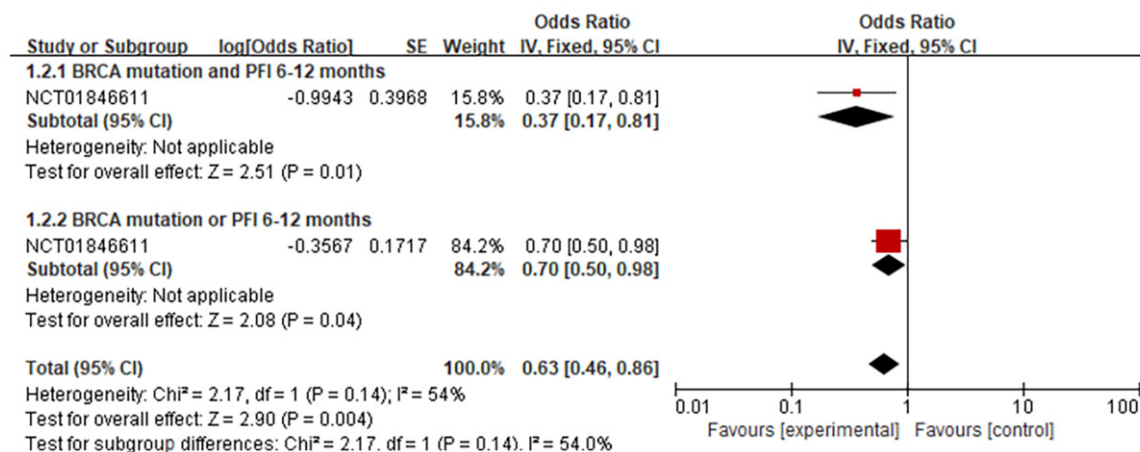 Odds Ratio Odds Ratio
Study or Subgroup log[Odds Ratio] SE Weight IV, Fixed, 95% CI IV, Fixed, 95% CI
1.2.1 BRCA mutation and PFI 6-12 months
NCT01846611 -0.9943 0.3968 15.8% 0.37 [0.17, 0.81]
Subtotal (95% CI) 15.8% 0.37 [0.17, 0.81]
Heterogeneity: Not applicable
Test for overall effect: Z = 2.51 (P = 0.01)
1.2.2 BRCA mutation or PFI 6-12 months
NCT01846611 -0.3567 0.1717 84.2% 0.70 [0.50, 0.98]
Subtotal (95% CI) 84.2% 0.70 [0.50, 0.98]
Heterogeneity: Not applicable
Test for overall effect: Z = 2.08 (P = 0.04)
Total (95% CI) 100.0% 0.63 [0.46, 0.86]
Heterogeneity: Chi² = 2.17, df = 1 (P = 0.14); I² = 54%
Test for overall effect: Z = 2.90 (P = 0.004)
Test for subgroup differences: Chi² = 2.17, df = 1 (P = 0.14), I² = 54.0%
0.01 0.1 1 10 100
Favours [experimental] Favours [control]